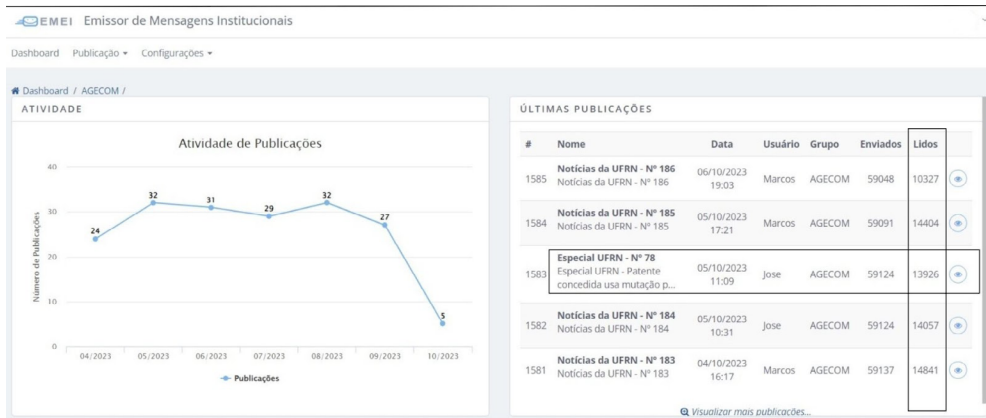 EMEI Emissor de Mensagens Institucionais
Dashboard Publicação Configurações
Dashboard / AGECOM /
ATIVIDADE
Atividade de Publicações
Número de Publicações
40
30
20
10
0
24
32
31
29
32
27
5
04/2023 05/2023 06/2023 07/2023 08/2023 09/2023 10/2023
Publicações
ÚLTIMAS PUBLICAÇÕES
# Nome Data Usuário Grupo Enviados Lidos
1585 Notícias da UFRN - Nº 186 06/10/2023 Marcos AGECOM 59048 10327
Notícias da UFRN - Nº 186 19:03
1584 Notícias da UFRN - Nº 185 05/10/2023 Marcos AGECOM 59091 14404
Notícias da UFRN - Nº 185 17:21
Especial UFRN - Nº 78
1583 Especial UFRN - Patente 05/10/2023 Jose AGECOM 59124 13926
concedida usa mutação p... 11:09
1582 Notícias da UFRN - Nº 184 05/10/2023 Jose AGECOM 59124 14057
Notícias da UFRN - Nº 184 10:31
1581 Notícias da UFRN - Nº 183 04/10/2023 Marcos AGECOM 59137 14841
Notícias da UFRN - Nº 183 16:17
Visualizar mais publicações...